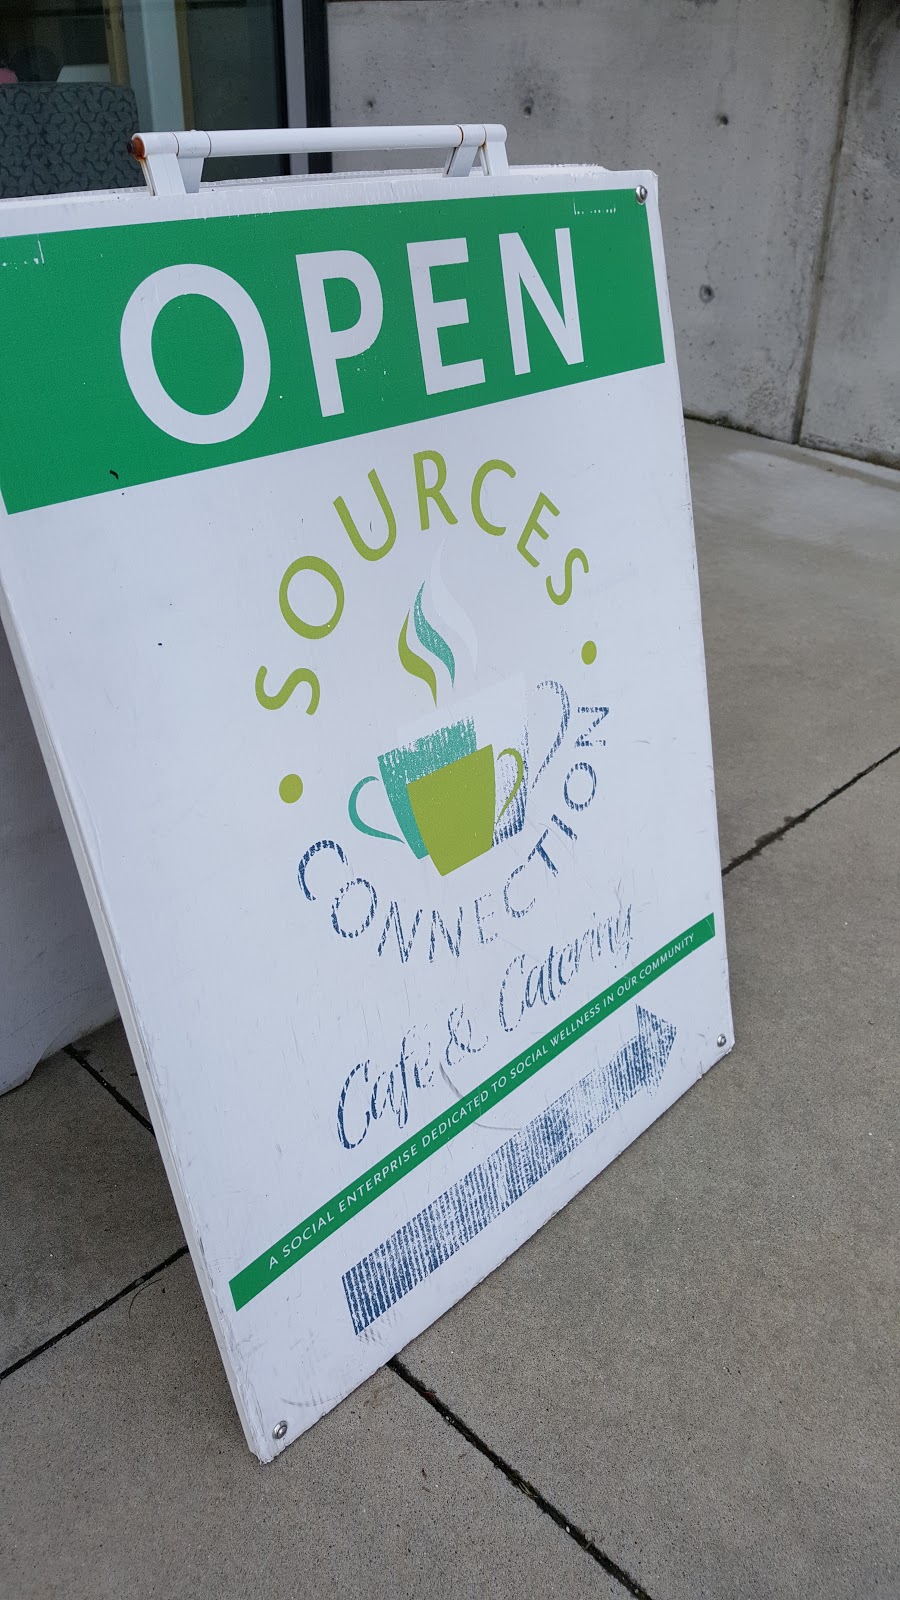 OPEN
SOURCES
CONNECTION
Café & Catering
A SOCIAL ENTERPRISE DEDICATED TO SOCIAL WELLNESS IN OUR COMMUNITY